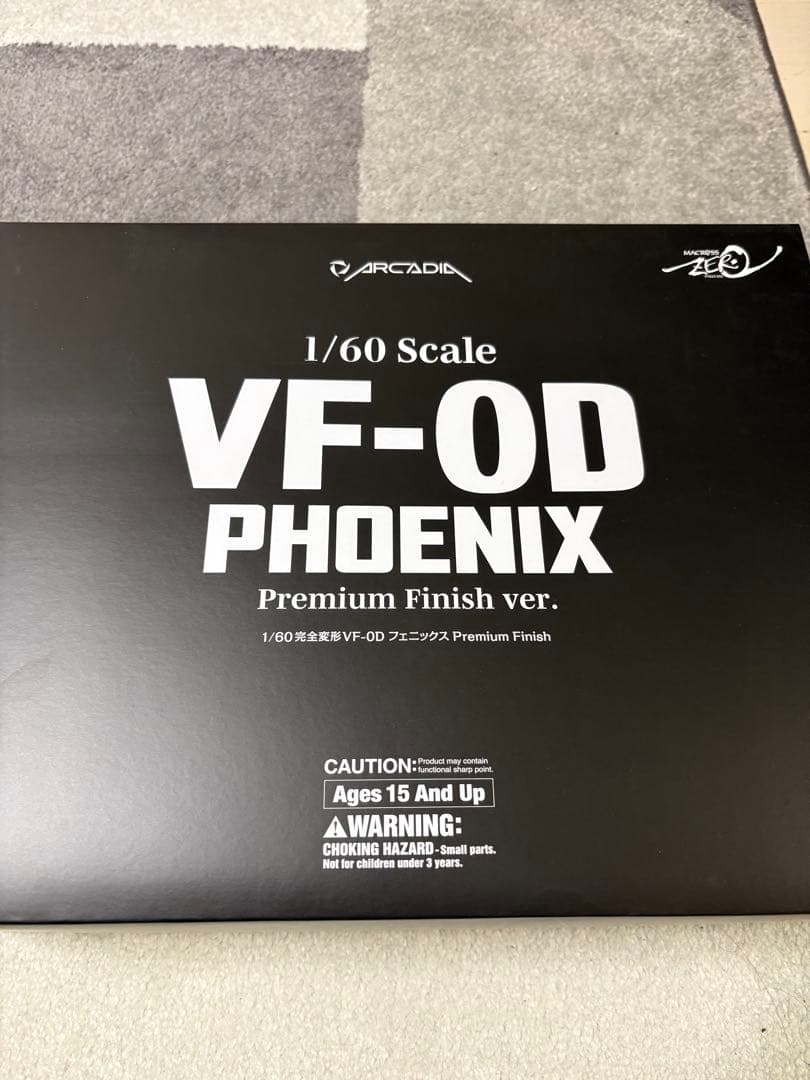 ARCADIA
MACROSS
ZERO
1/60 Scale
VF-0D
PHOENIX
Premium Finish ver.
1/60 完全変形VF-0D フェニックス Premium Finish
CAUTION: Product may contain
functional sharp point.
Ages 15 And Up
⚠WARNING:
CHOKING HAZARD - Small parts.
Not for children under 3 years.